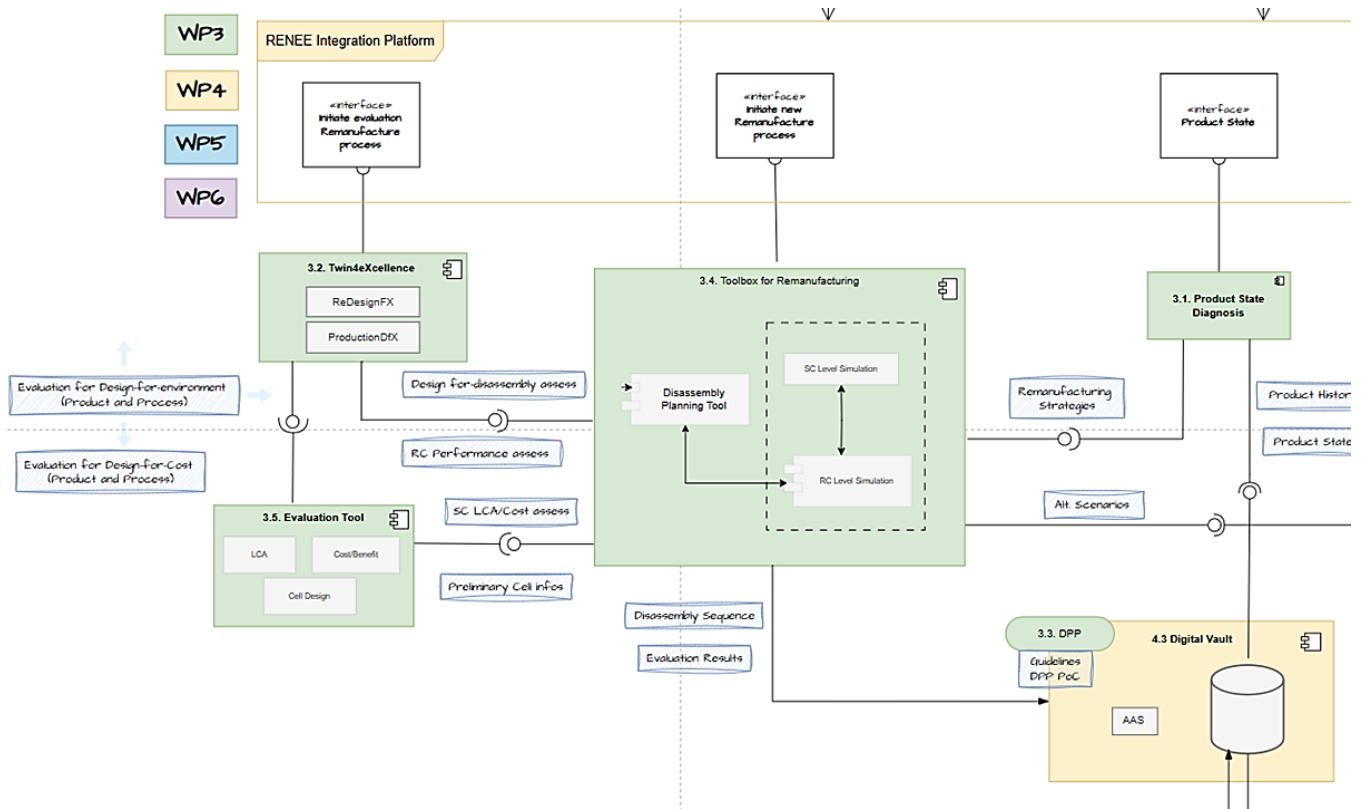 WP3
WP4
WP5
WP6
RENEE Integration Platform
«interface»
Initiate evaluation
Remanufacture
process
«interface»
Initiate new
Remanufacture
process
«interface»
Product State
3.2. Twin4eXcellence
ReDesignFX
ProductionDfX
3.4. Toolbox for Remanufacturing
Disassembly
Planning Tool
SC Level Simulation
RC Level Simulation
3.1. Product State
Diagnosis
Evaluation for Design-for-environment
(Product and Process)
Evaluation for Design-for-Cost
(Product and Process)
Design for-disassembly assess
RC Performance assess
SC LCA/Cost assess
Preliminary Cell infos
Remanufacturing
Strategies
Product Histor
Product State
Alt. Scenarios
3.5. Evaluation Tool
LCA
Cost/Benefit
Cell Design
Disassembly Sequence
Evaluation Results
3.3. DPP
Guidelines
DPP PoC
4.3 Digital Vault
AAS